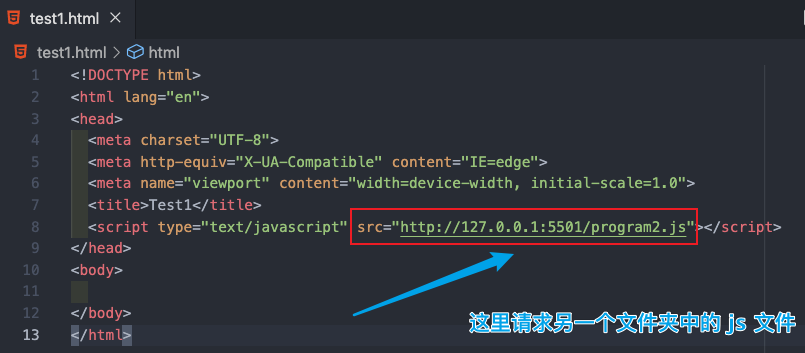 test1.html
test1.html > html
1 <!DOCTYPE html>
2 <html lang="en">
3 <head>
4 <meta charset="UTF-8">
5 <meta http-equiv="X-UA-Compatible" content="IE=edge">
6 <meta name="viewport" content="width=device-width, initial-scale=1.0">
7 <title>Test1</title>
8 <script type="text/javascript" src="http://127.0.0.1:5501/program2.js"></script>
9 </head>
10 <body>
11
12 </body>
13 </html>
这里请求另一个文件夹中的 js 文件